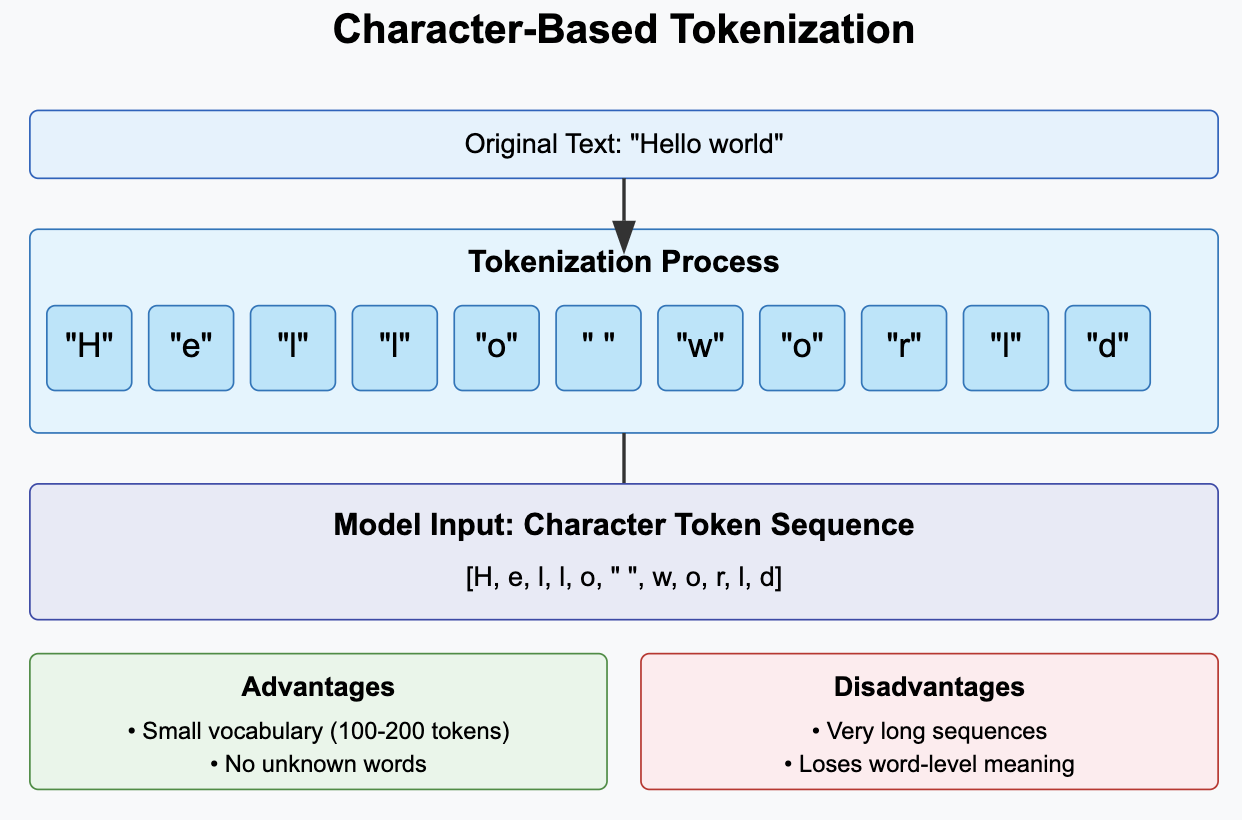 Character-Based Tokenization
Original Text: "Hello world"
Tokenization Process
"H" "e" "l" "l" "o" " " "w" "o" "r" "l" "d"
Model Input: Character Token Sequence
[H, e, l, l, o, " ", w, o, r, l, d]
Advantages
• Small vocabulary (100-200 tokens)
• No unknown words
Disadvantages
• Very long sequences
• Loses word-level meaning